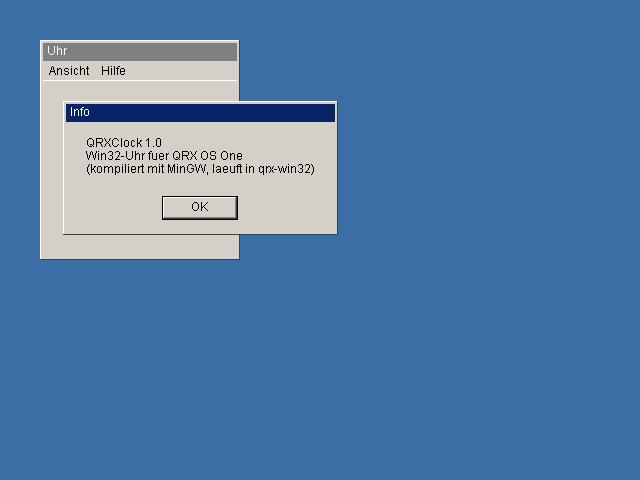 Uhr
Ansicht Hilfe
Info
QRXClock 1.0
Win32-Uhr fuer QRX OS One
(kompiliert mit MinGW, laeuft in qrx-win32)
OK